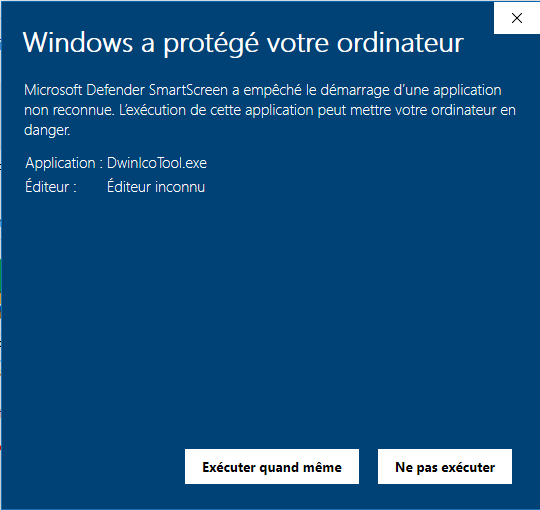 Windows a protégé votre ordinateur
Microsoft Defender SmartScreen a empêché le démarrage d'une application
non reconnue. L'exécution de cette application peut mettre votre ordinateur en
danger.
Application : DwinIcoTool.exe
Éditeur : Éditeur inconnu
Exécuter quand même
Ne pas exécuter